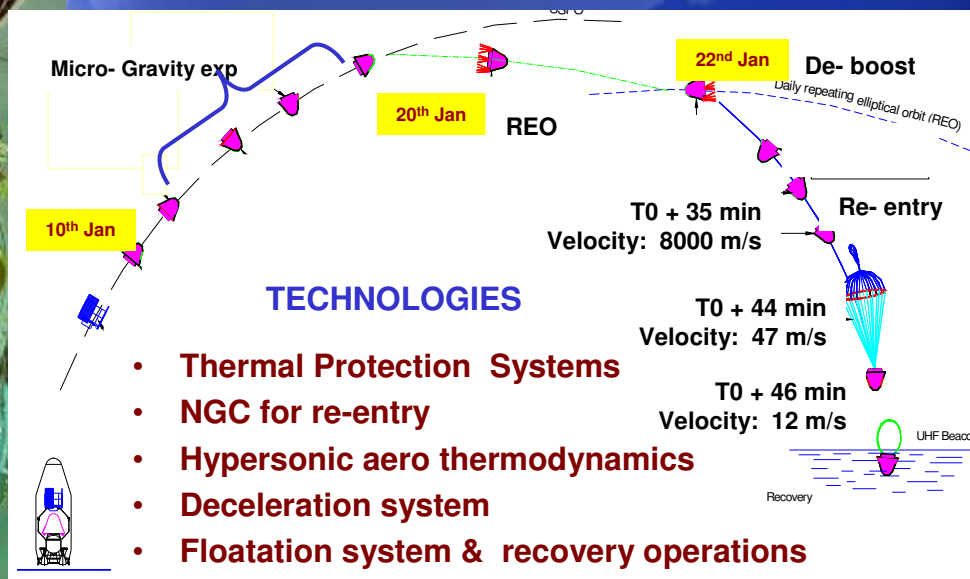 Micro- Gravity exp
22nd Jan
De- boost
Daily repeating elliptical orbit (REO)
20th Jan
REO
10th Jan
T0 + 35 min
Velocity: 8000 m/s
Re- entry
TECHNOLOGIES
T0 + 44 min
Velocity: 47 m/s
• Thermal Protection Systems
• NGC for re-entry
T0 + 46 min
Velocity: 12 m/s
• Hypersonic aero thermodynamics
UHF Beaco
• Deceleration system
Recovery
• Floatation system & recovery operations